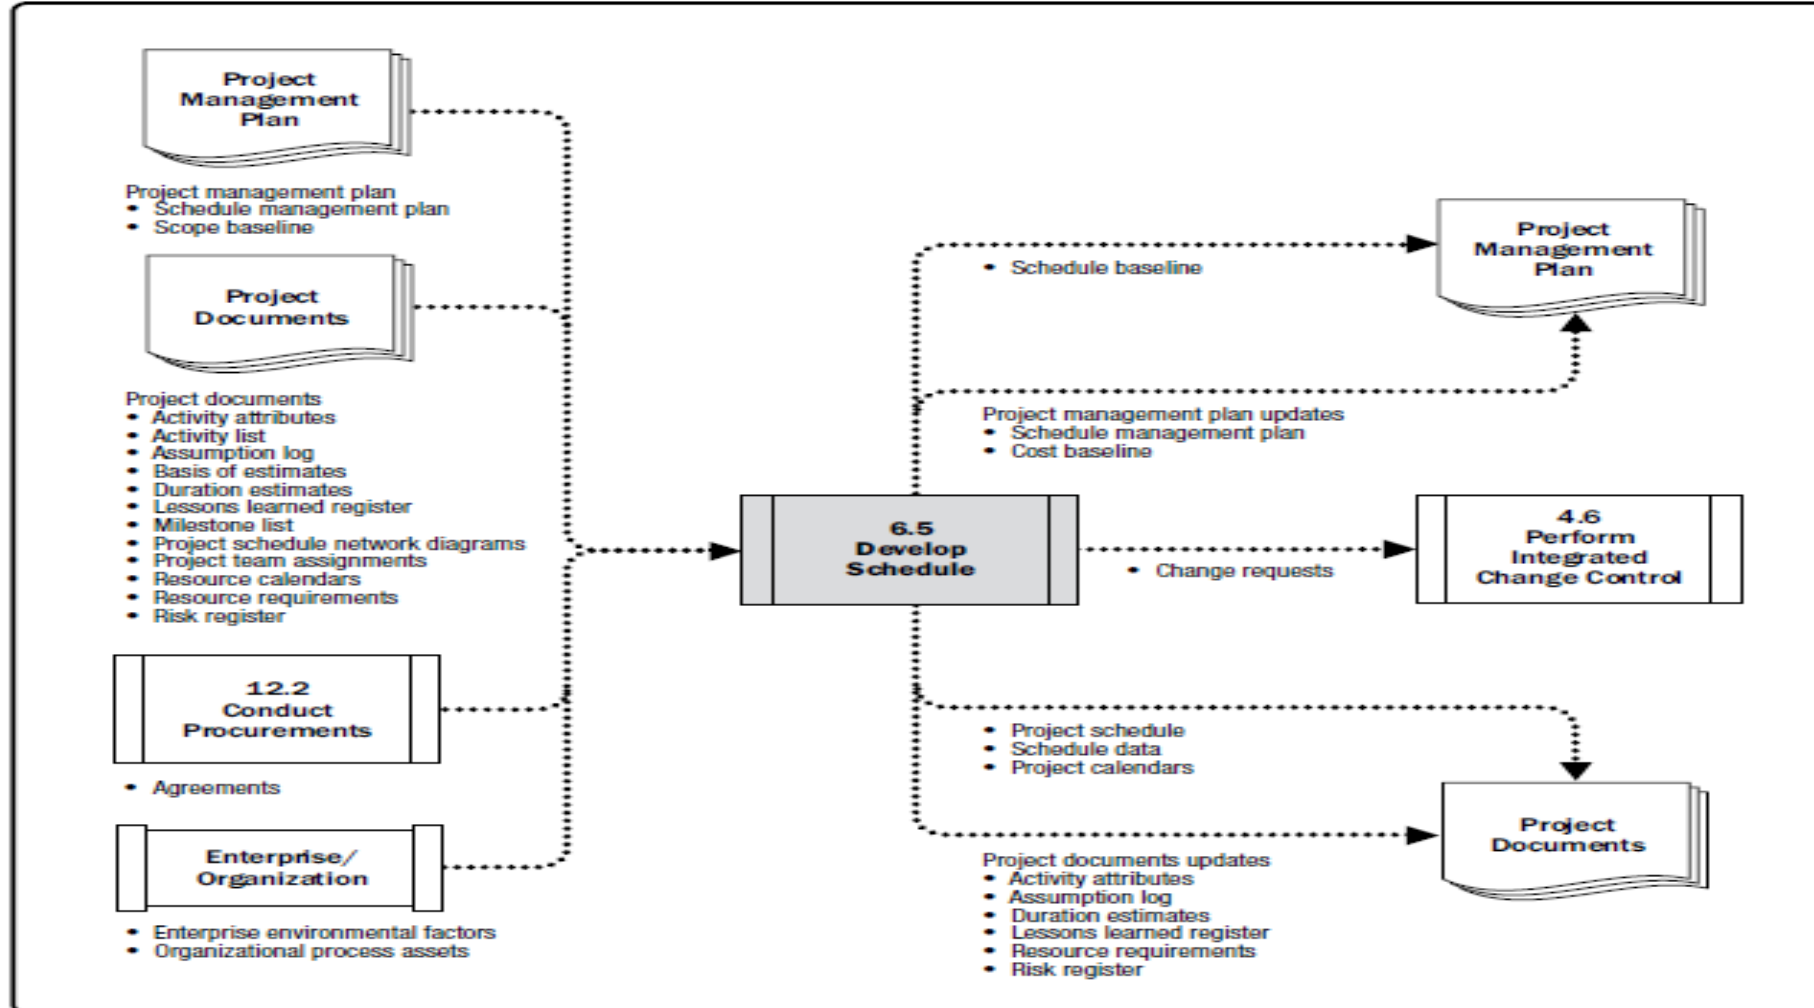 Project
Management
Plan
Project management plan
• Schedule management plan
• Scope baseline
Project
Documents
Project documents
• Activity attributes
• Activity list
• Assumption log
• Basis of estimates
• Duration estimates
• Lessons learned register
• Milestone list
• Project schedule network diagrams
• Project team assignments
• Resource calendars
• Resource requirements
• Risk register
12.2
Conduct
Procurements
• Agreements
Enterprise/
Organization
• Enterprise environmental factors
• Organizational process assets
6.5
Develop
Schedule
• Schedule baseline
Project
Management
Plan
Project management plan updates
• Schedule management plan
• Cost baseline
• Change requests
4.6
Perform
Integrated
Change Control
• Project schedule
• Schedule data
• Project calendars
Project
Documents
Project documents updates
• Activity attributes
• Assumption log
• Duration estimates
• Lessons learned register
• Resource requirements
• Risk register